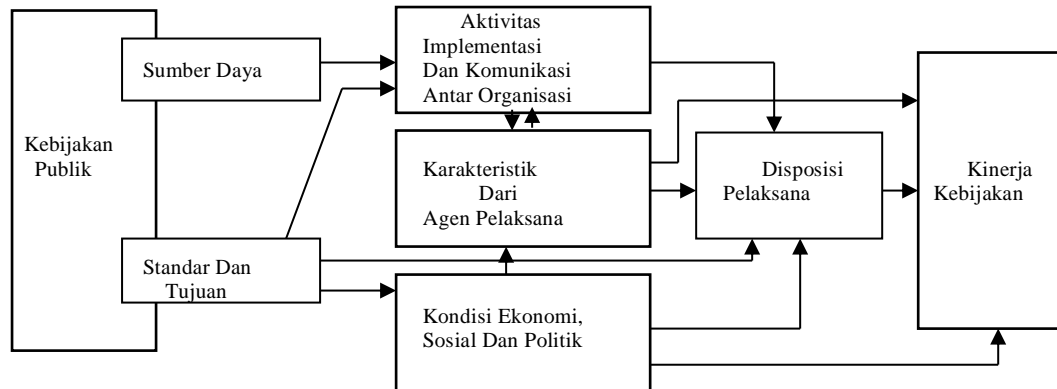 Kebijakan
Publik
Sumber Daya
Standar Dan
Tujuan
Aktivitas
Implementasi
Dan Komunikasi
Antar Organisasi
Karakteristik
Dari
Agen Pelaksana
Kondisi Ekonomi,
Sosial Dan Politik
Disposisi
Pelaksana
Kinerja
Kebijakan